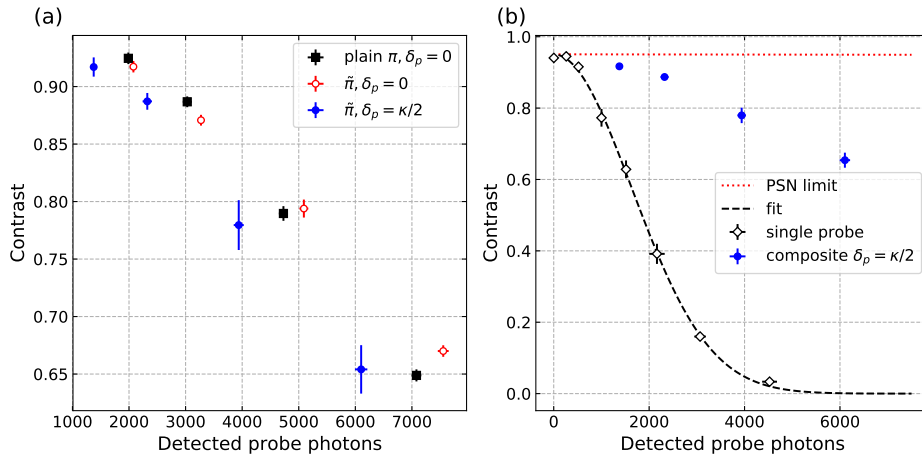 (a)
0.90
0.85
0.80
0.75
0.70
0.65
Contrast
1000 2000 3000 4000 5000 6000 7000
Detected probe photons
plain π, δp = 0
π̃, δp = 0
π̃, δp = κ/2
(b)
1.0
0.8
0.6
0.4
0.2
0.0
Contrast
0 2000 4000 6000
Detected probe photons
PSN limit
fit
single probe
composite δp = κ/2